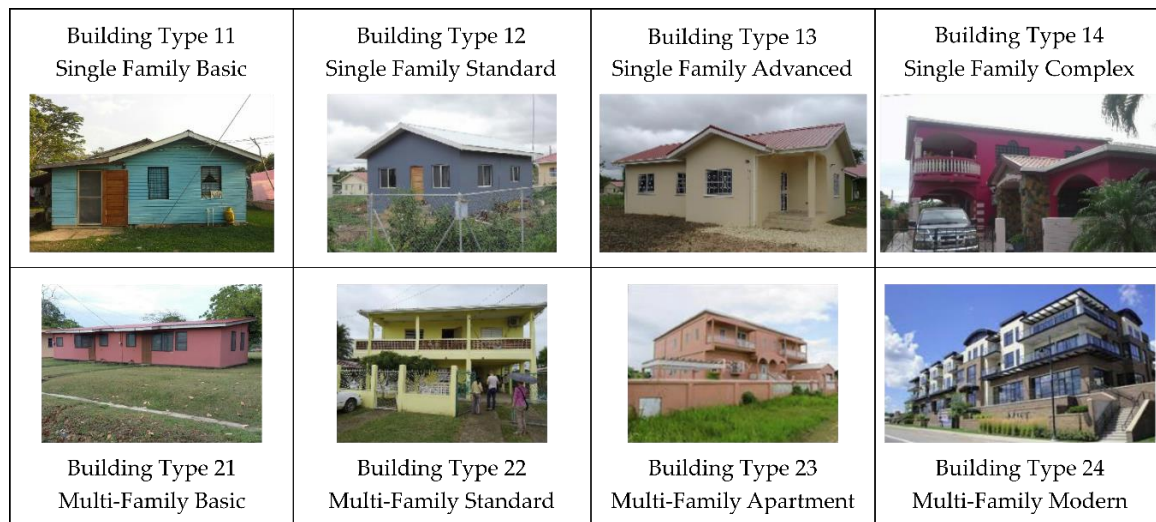 Building Type 11
Single Family Basic
Building Type 12
Single Family Standard
Building Type 13
Single Family Advanced
Building Type 14
Single Family Complex
Building Type 21
Multi-Family Basic
Building Type 22
Multi-Family Standard
Building Type 23
Multi-Family Apartment
Building Type 24
Multi-Family Modern